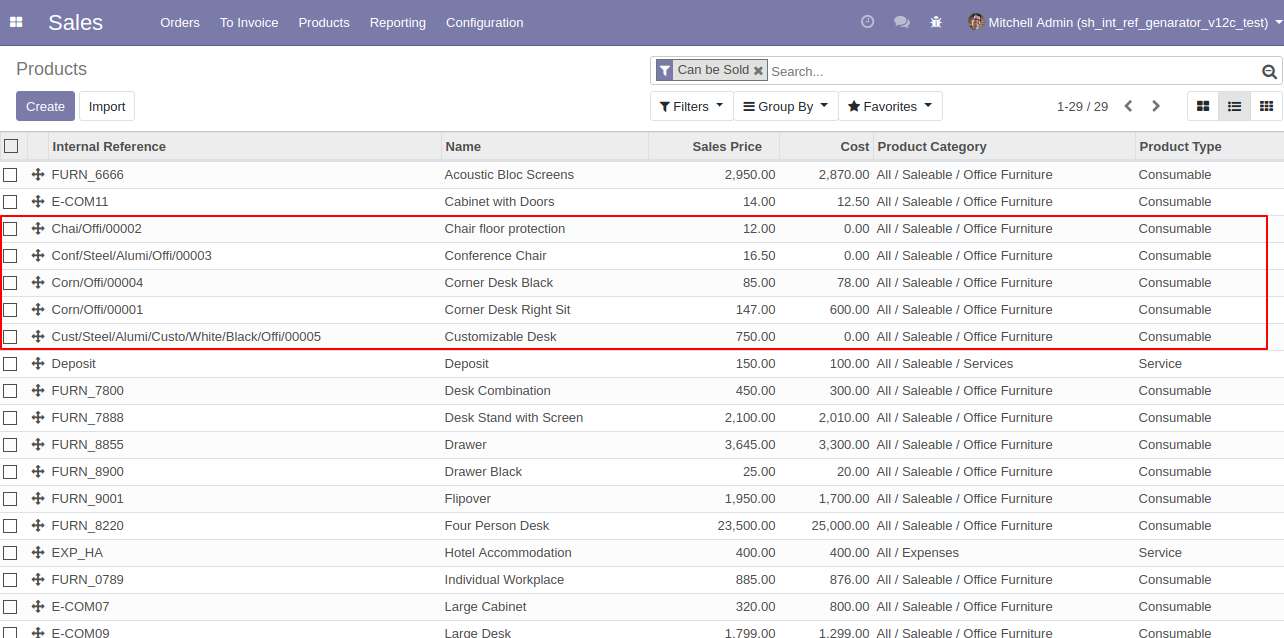 Sales Orders To Invoice Products Reporting Configuration Mitchell Admin (sh_int_ref_genarator_v12c_test)
Products Can be Sold Search...
Create Import Filters Group By Favorites 1-29 / 29
Internal Reference Name Sales Price Cost Product Category Product Type
FURN_6666 Acoustic Bloc Screens 2,950.00 2,870.00 All / Saleable / Office Furniture Consumable
E-COM11 Cabinet with Doors 14.00 12.50 All / Saleable / Office Furniture Consumable
Chai/Offi/00002 Chair floor protection 12.00 0.00 All / Saleable / Office Furniture Consumable
Conf/Steel/Alumi/Offi/00003 Conference Chair 16.50 0.00 All / Saleable / Office Furniture Consumable
Corn/Offi/00004 Corner Desk Black 85.00 78.00 All / Saleable / Office Furniture Consumable
Corn/Offi/00001 Corner Desk Right Sit 147.00 600.00 All / Saleable / Office Furniture Consumable
Cust/Steel/Alumi/Custo/White/Black/Offi/00005 Customizable Desk 750.00 0.00 All / Saleable / Office Furniture Consumable
Deposit Deposit 150.00 100.00 All / Saleable / Services Service
FURN_7800 Desk Combination 450.00 300.00 All / Saleable / Office Furniture Consumable
FURN_7888 Desk Stand with Screen 2,100.00 2,010.00 All / Saleable / Office Furniture Consumable
FURN_8855 Drawer 3,645.00 3,300.00 All / Saleable / Office Furniture Consumable
FURN_8900 Drawer Black 25.00 20.00 All / Saleable / Office Furniture Consumable
FURN_9001 Flipover 1,950.00 1,700.00 All / Saleable / Office Furniture Consumable
FURN_8220 Four Person Desk 23,500.00 25,000.00 All / Saleable / Office Furniture Consumable
EXP_HA Hotel Accommodation 400.00 400.00 All / Expenses Service
FURN_0789 Individual Workplace 885.00 876.00 All / Saleable / Office Furniture Consumable
E-COM07 Large Cabinet 320.00 800.00 All / Saleable / Office Furniture Consumable
E-COM09 Large Desk 1,799.00 1,299.00 All / Saleable / Office Furniture Consumable